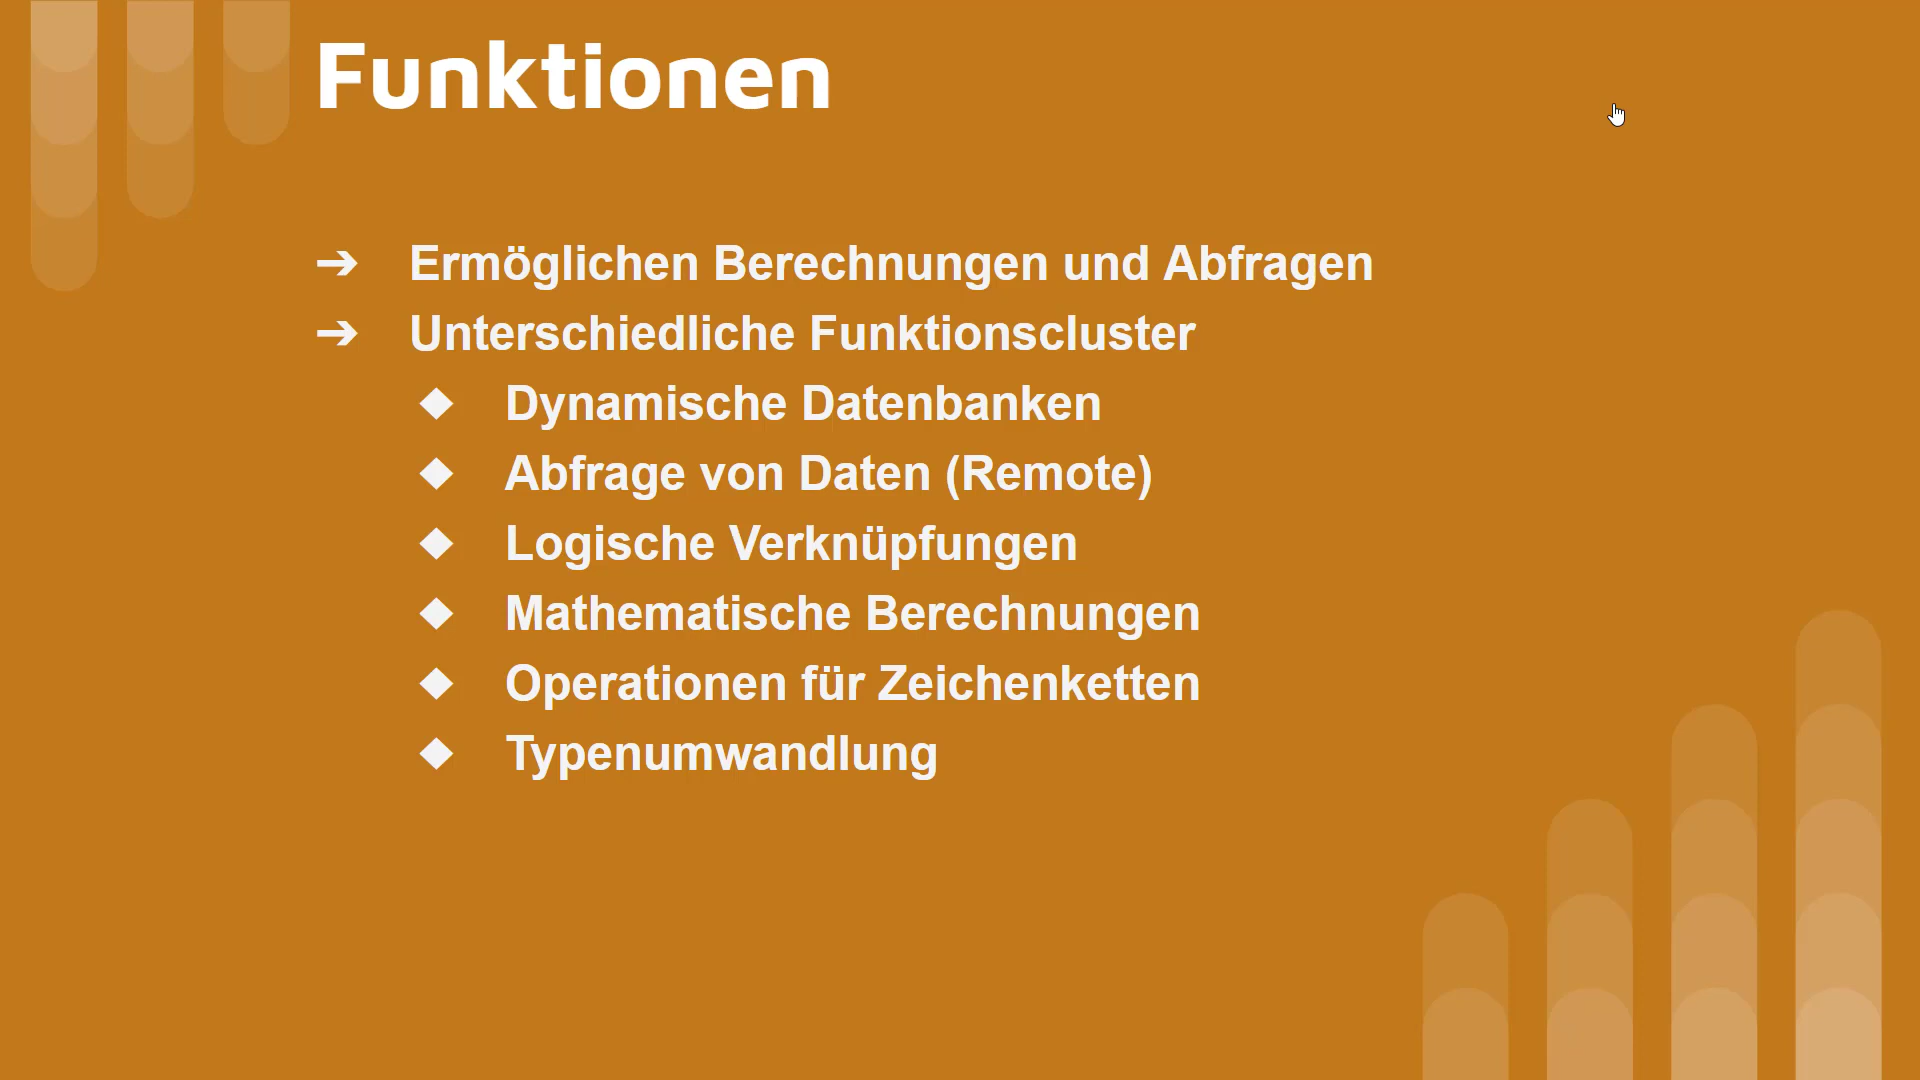 Funktionen
➔ Ermöglichen Berechnungen und Abfragen
➔ Unterschiedliche Funktionscluster
◆ Dynamische Datenbanken
◆ Abfrage von Daten (Remote)
◆ Logische Verknüpfungen
◆ Mathematische Berechnungen
◆ Operationen für Zeichenketten
◆ Typenumwandlung